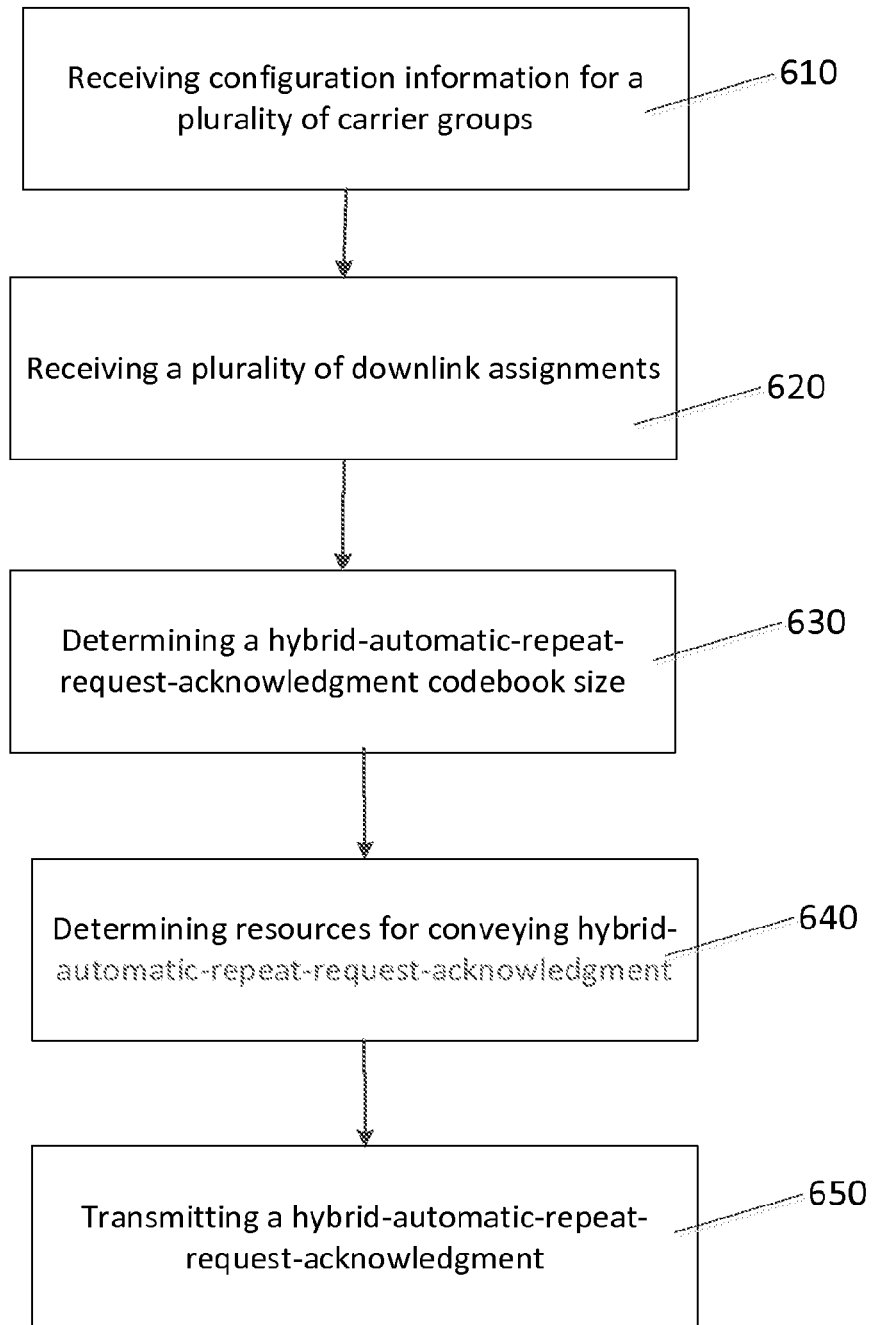 Receiving configuration information for a
plurality of carrier groups
610
Receiving a plurality of downlink assignments
620
Determining a hybrid-automatic-repeat-
request-acknowledgment codebook size
630
Determining resources for conveying hybrid-
automatic-repeat-request-acknowledgment
640
Transmitting a hybrid-automatic-repeat-
request-acknowledgment
650